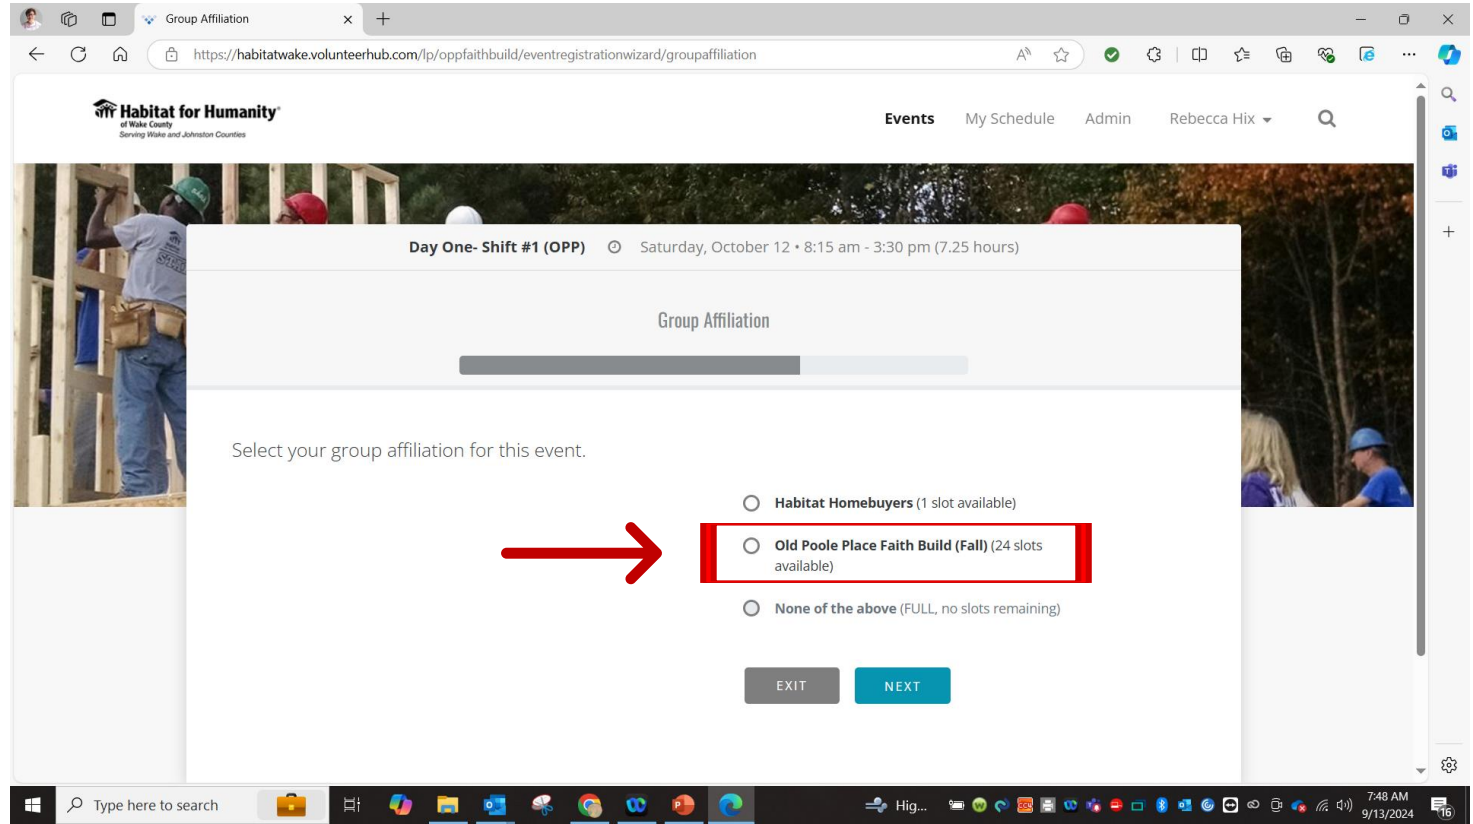 Group Affiliation
https://habitatwake.volunteerhub.com/lp/oppfaithbuild/eventregistrationwizard/groupaffiliation
Habitat for Humanity®
of Wake County
Serving Wake and Johnston Counties
Events My Schedule Admin Rebecca Hix
Day One- Shift #1 (OPP) Saturday, October 12 • 8:15 am - 3:30 pm (7.25 hours)
Group Affiliation
Select your group affiliation for this event.
Habitat Homebuyers (1 slot available)
Old Poole Place Faith Build (Fall) (24 slots
available)
None of the above (FULL, no slots remaining)
EXIT NEXT
Type here to search
Hig...
7:48 AM
9/13/2024
16